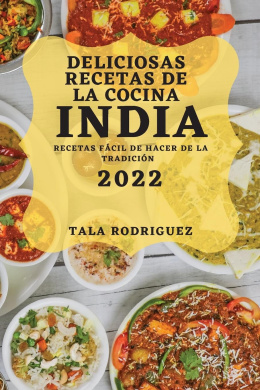 DELICIOSAS
RECETAS DE
LA COCINA
INDIA
RECETAS FÁCIL DE HACER DE LA
TRADICIÓN
2022
TALA RODRIGUEZ